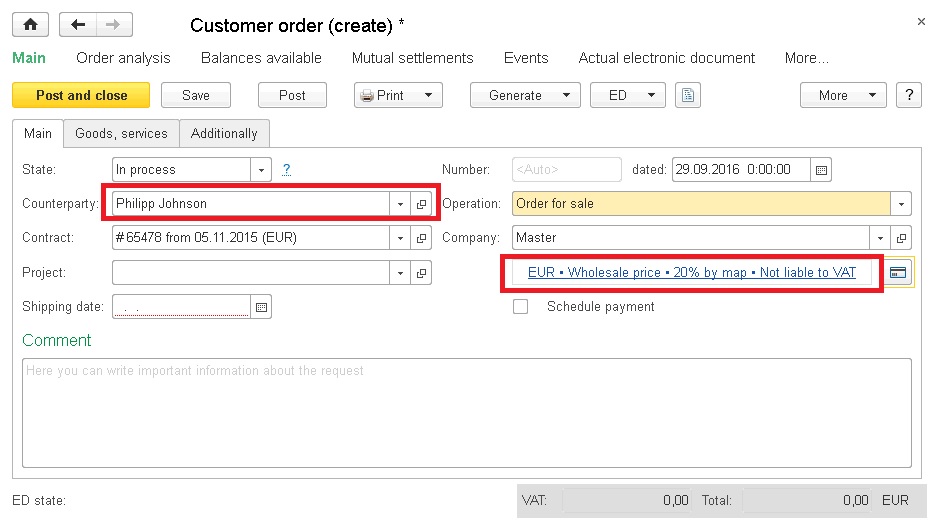 Customer order (create) *
Main Order analysis Balances available Mutual settlements Events Actual electronic document More...
Post and close Save Post Print Generate ED More ?
Main Goods, services Additionally
State: In process ? Number: <Auto> dated: 29.09.2016 0:00:00
Counterparty: Philipp Johnson Operation: Order for sale
Contract: #65478 from 05.11.2015 (EUR) Company: Master
Project: EUR • Wholesale price • 20% by map • Not liable to VAT
Shipping date: . . Schedule payment
Comment
Here you can write important information about the request
ED state: VAT: 0,00 Total: 0,00 EUR